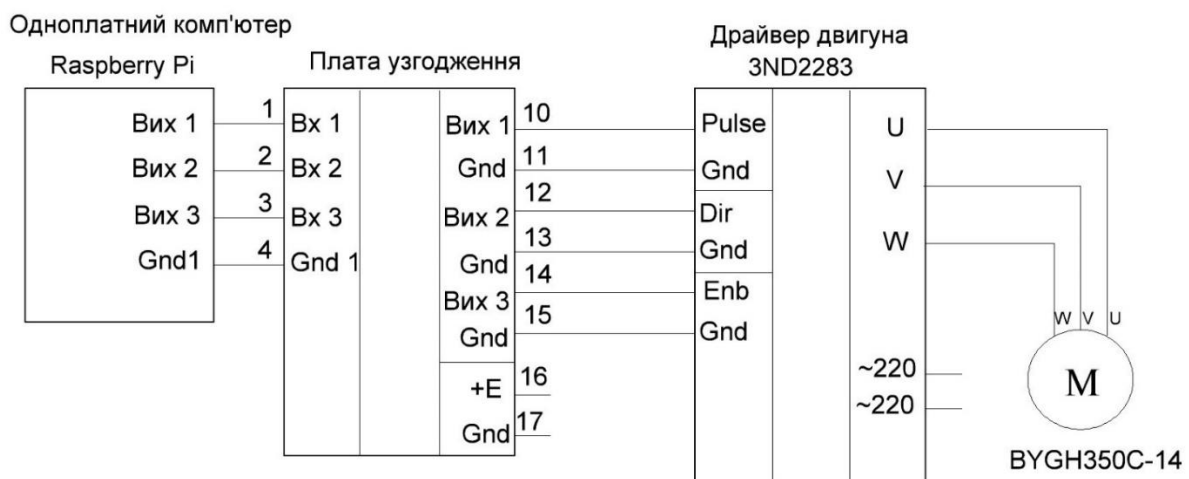 Одноплатний комп'ютер
Raspberry Pi
Вих 1
Вих 2
Вих 3
Gnd1
1
2
3
4
Плата узгодження
Вх 1
Вх 2
Вх 3
Gnd 1
Вих 1
Gnd
Вих 2
Gnd
Вих 3
Gnd
+E
Gnd
10
11
12
13
14
15
16
17
Драйвер двигуна
3ND2283
Pulse
Gnd
Dir
Gnd
Enb
Gnd
U
V
W
~220
~220
W V U
M
BYGH350C-14